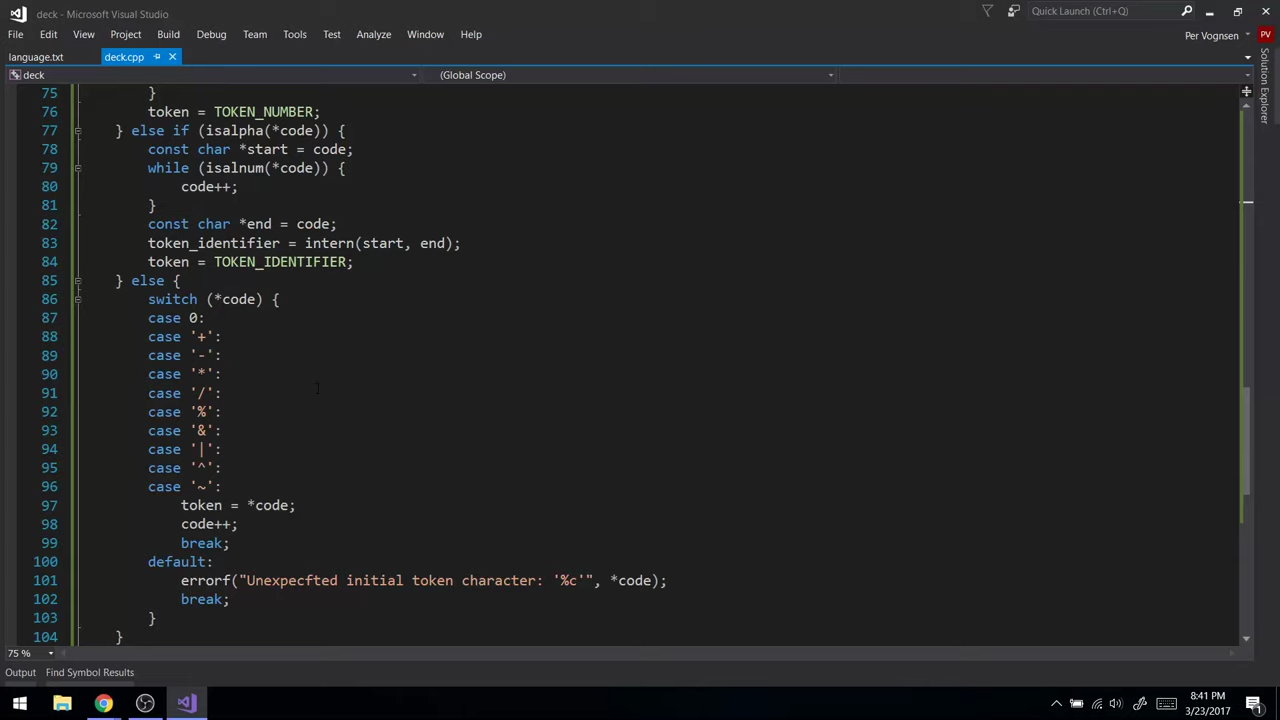 deck - Microsoft Visual Studio
Quick Launch (Ctrl+Q)
File Edit View Project Build Debug Team Tools Test Analyze Window Help
Per Vognsen PV
language.txt deck.cpp
deck (Global Scope)
Solution Explorer
75 }
76 token = TOKEN_NUMBER;
77 } else if (isalpha(*code)) {
78 const char *start = code;
79 while (isalnum(*code)) {
80 code++;
81 }
82 const char *end = code;
83 token_identifier = intern(start, end);
84 token = TOKEN_IDENTIFIER;
85 } else {
86 switch (*code) {
87 case 0:
88 case '+':
89 case '-':
90 case '*':
91 case '/':
92 case '%':
93 case '&':
94 case '|':
95 case '^':
96 case '~':
97 token = *code;
98 code++;
99 break;
100 default:
101 errorf("Unexpecfted initial token character: '%c'", *code);
102 break;
103 }
104 }
75 %
Output Find Symbol Results
8:41 PM
3/23/2017
1